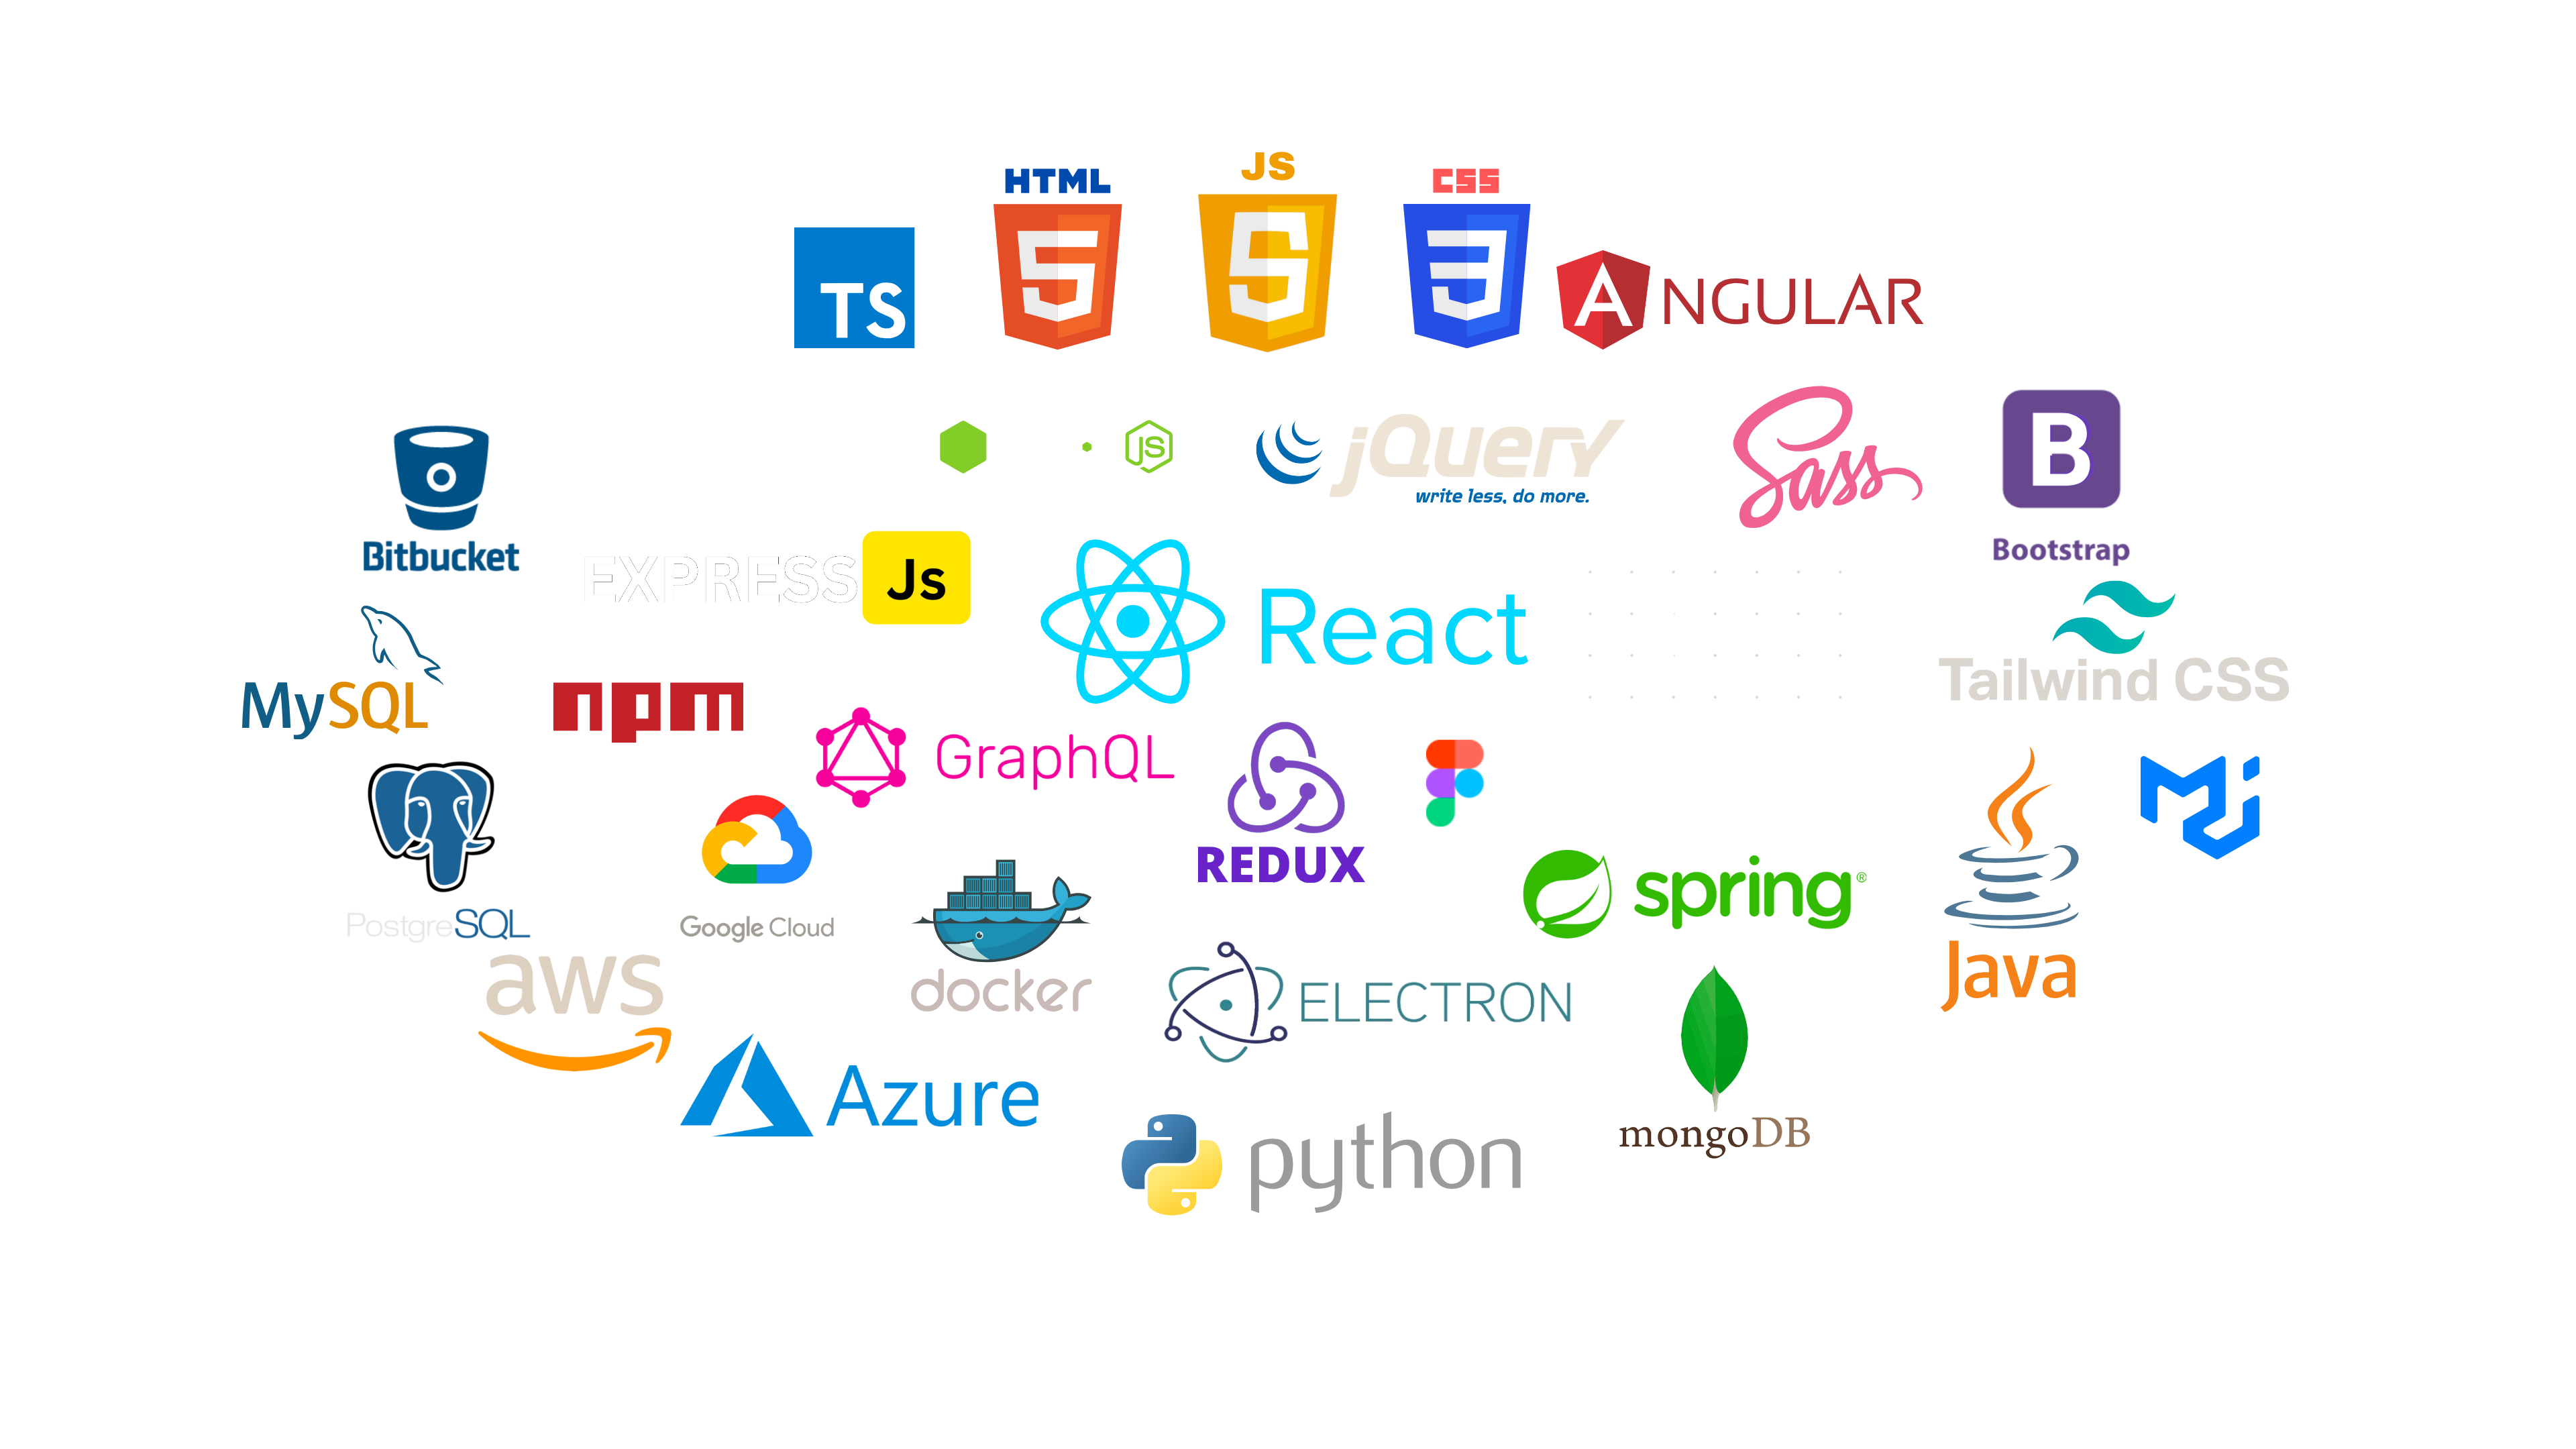 JS
HTML
CSS
5
5
3
TS
A NGULAR
JS
jQuery
write less, do more.
Sass
B
Bootstrap
Bitbucket
EXPRESS Js
React
MySQL
npm
Tailwind CSS
GraphQL
REDUX
spring®
PostgreSQL
Google Cloud
docker
aws
ELECTRON
Java
Azure
mongoDB
python